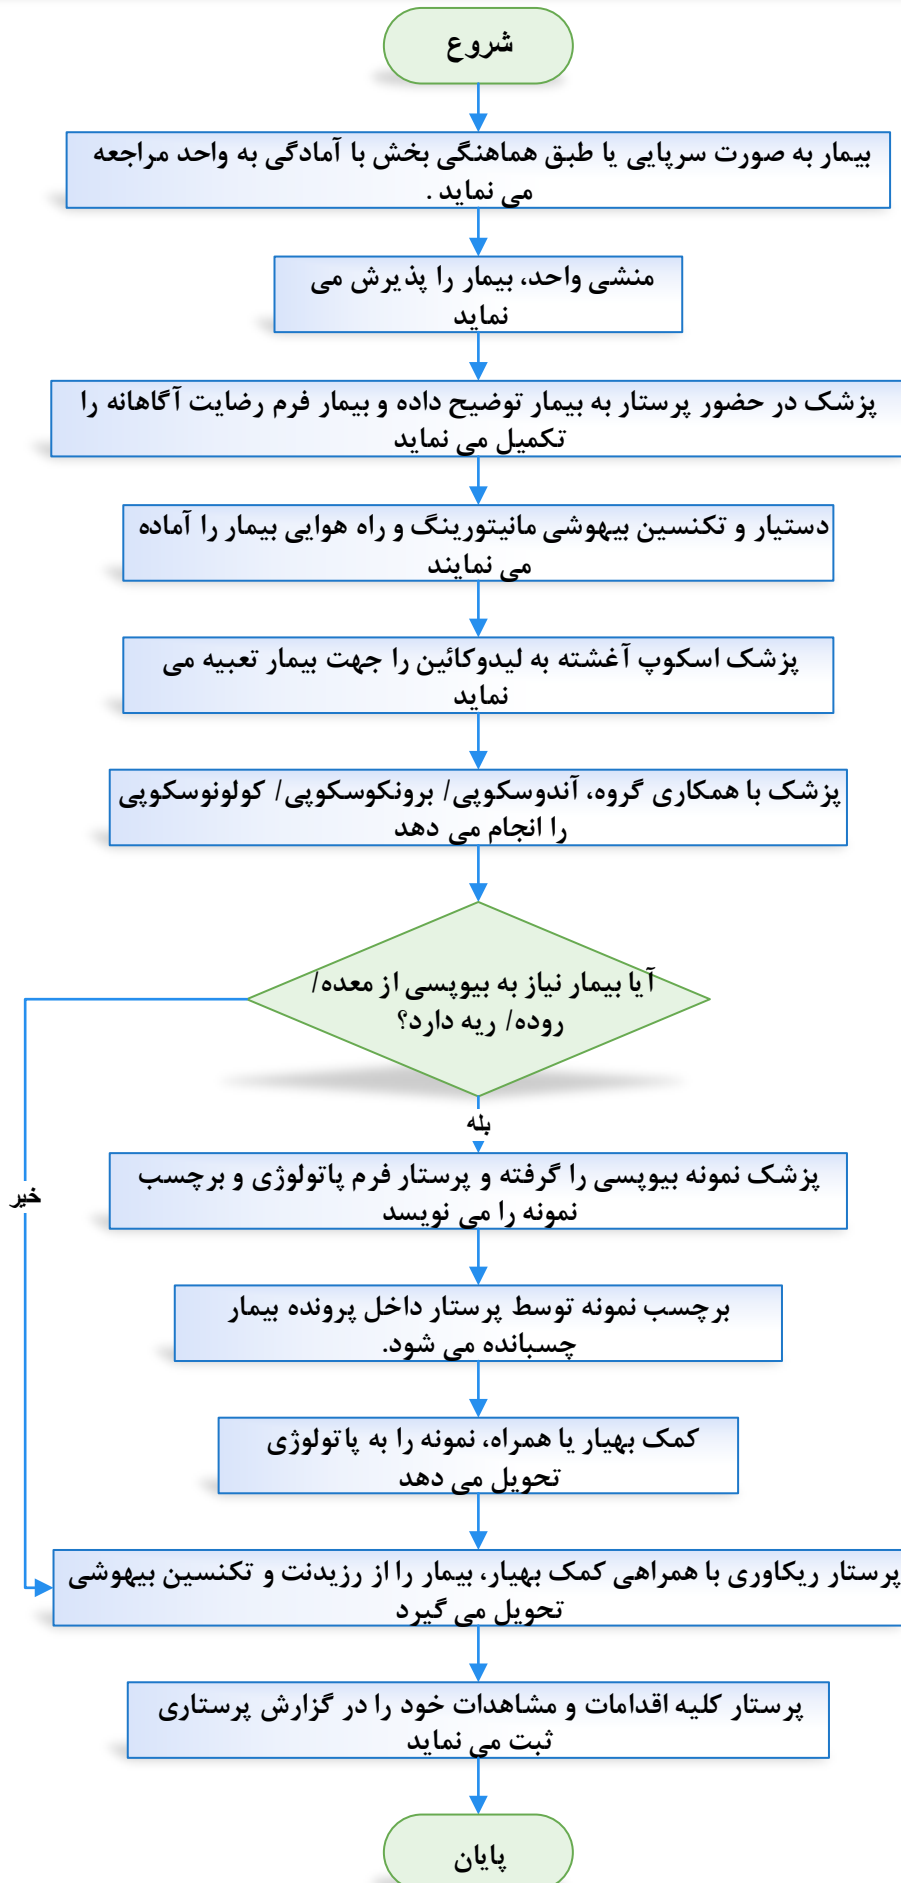 شروع
بیمار به صورت سرپایی یا طبق هماهنگی بخش با آمادگی به واحد مراجعه
می نماید .
منشی واحد، بیمار را پذیرش می
نماید
پزشک در حضور پرستار به بیمار توضیح داده و بیمار فرم رضایت آگاهانه را
تکمیل می نماید
دستیار و تکنسین بیهوشی مانیتورینگ و راه هوایی بیمار را آماده
می نمایند
پزشک اسکوپ آغشته به لیدوکائین را جهت بیمار تعبیه می
نماید
پزشک با همکاری گروه، آندوسکوپی/ برونکوسکوپی/ کولونوسکوپی
را انجام می دهد
آیا بیمار نیاز به بیوپسی از معده/
روده/ ریه دارد؟
بله
خیر
پزشک نمونه بیوپسی را گرفته و پرستار فرم پاتولوژی و برچسب
نمونه را می نویسد
برچسب نمونه توسط پرستار داخل پرونده بیمار
چسبانده می شود.
کمک بهیار یا همراه، نمونه را به پاتولوژی
تحویل می دهد
پرستار ریکاوری با همراهی کمک بهیار، بیمار را از رزیدنت و تکنسین بیهوشی
تحویل می گیرد
پرستار کلیه اقدامات و مشاهدات خود را در گزارش پرستاری
ثبت می نماید
پایان